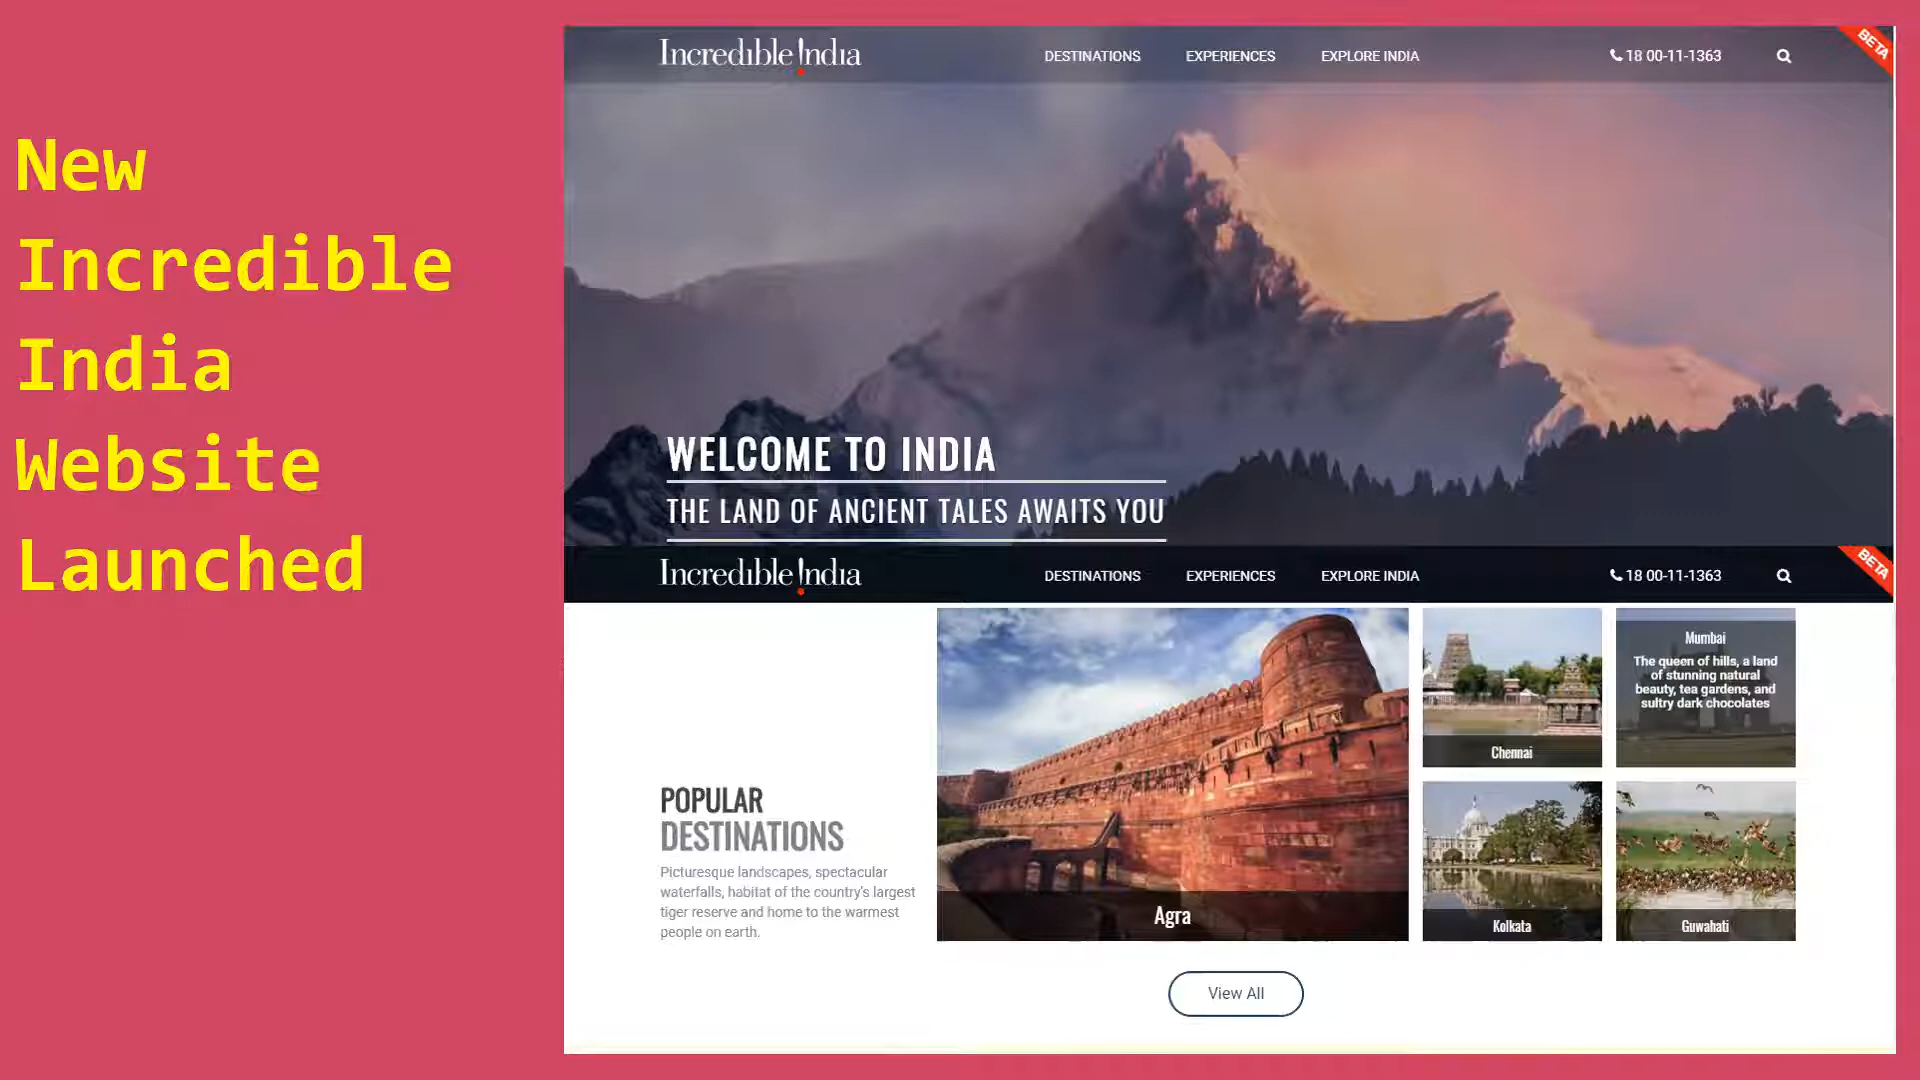 New
Incredible
India
Website
Launched
Incredible !ndia
DESTINATIONS
EXPERIENCES
EXPLORE INDIA
18 00-11-1363
BETA
WELCOME TO INDIA
THE LAND OF ANCIENT TALES AWAITS YOU
Incredible !ndia
DESTINATIONS
EXPERIENCES
EXPLORE INDIA
18 00-11-1363
BETA
POPULAR
DESTINATIONS
Picturesque landscapes, spectacular
waterfalls, habitat of the country's largest
tiger reserve and home to the warmest
people on earth.
Agra
Chennai
Mumbai
The queen of hills, a land
of stunning natural
beauty, tea gardens, and
sultry dark chocolates
Kolkata
Guwahati
View All